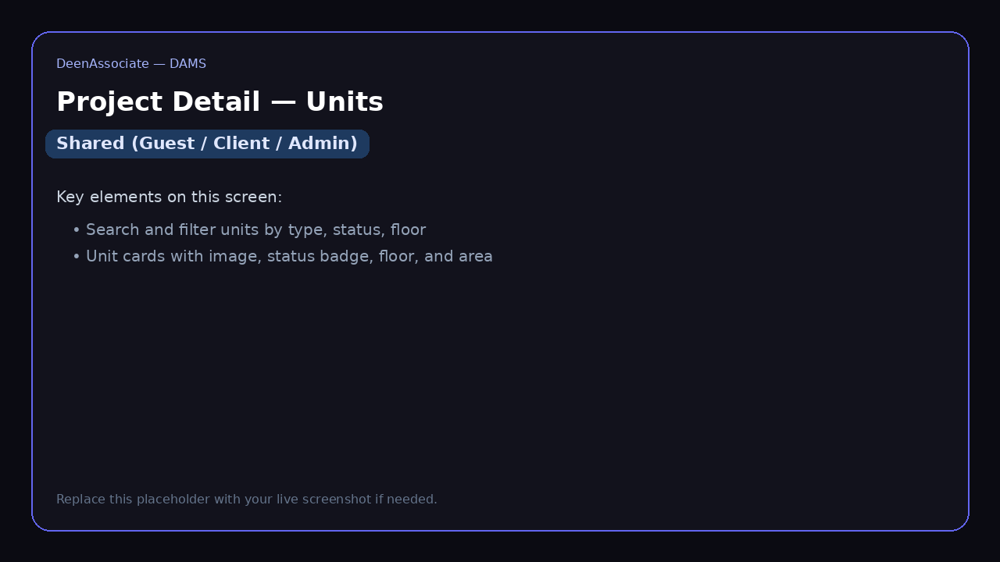 DeenAssociate — DAMS
Project Detail — Units
Shared (Guest / Client / Admin)
Key elements on this screen:
• Search and filter units by type, status, floor
• Unit cards with image, status badge, floor, and area
Replace this placeholder with your live screenshot if needed.